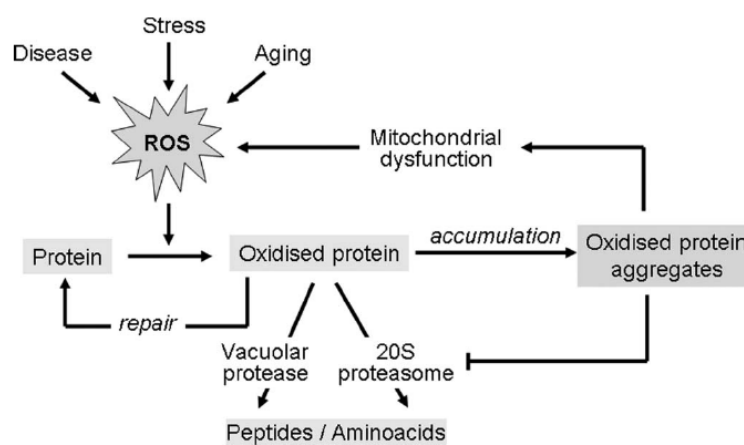 Stress
Disease
Aging
ROS
Mitochondrial
dysfunction
Protein
Oxidised protein
accumulation
Oxidised protein
aggregates
repair
Vacuolar
protease
20S
proteasome
Peptides / Aminoacids